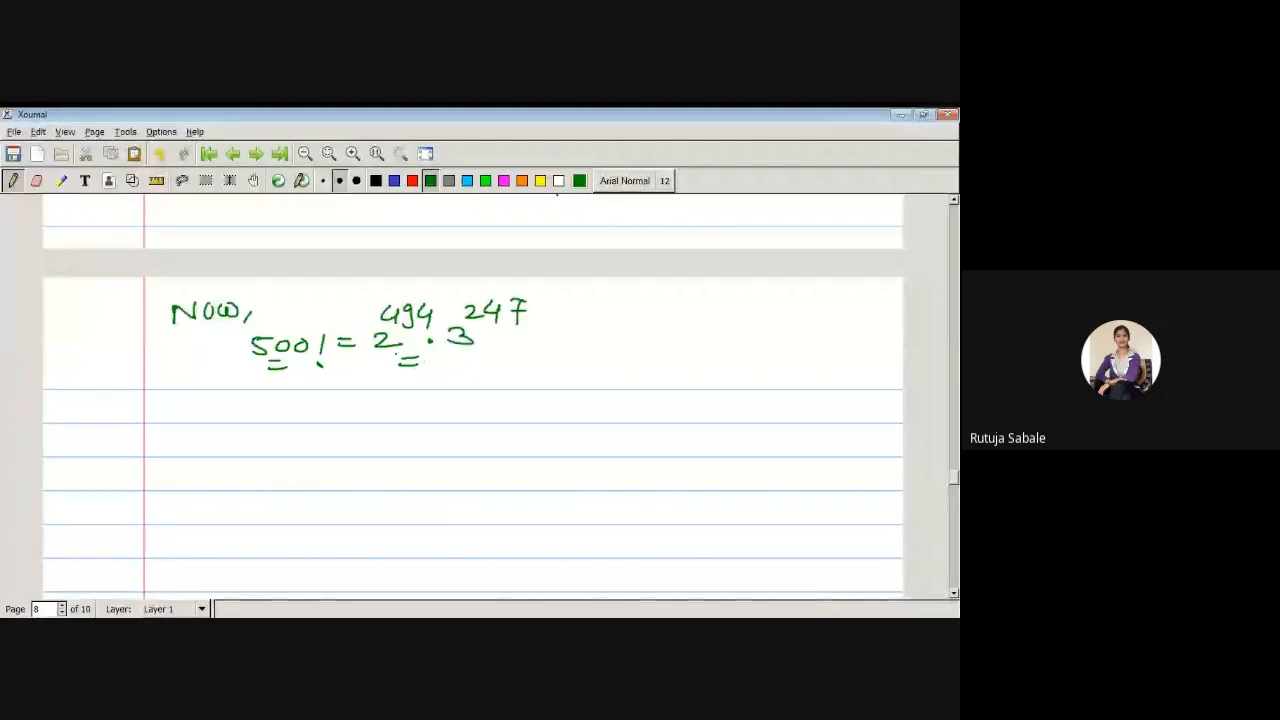 Xournal
File Edit View Page Tools Options Help
T Arial Normal 12
Now,
500! = 2^494 · 3^247
Rutuja Sabale
Page 8 of 10 Layer: Layer 1